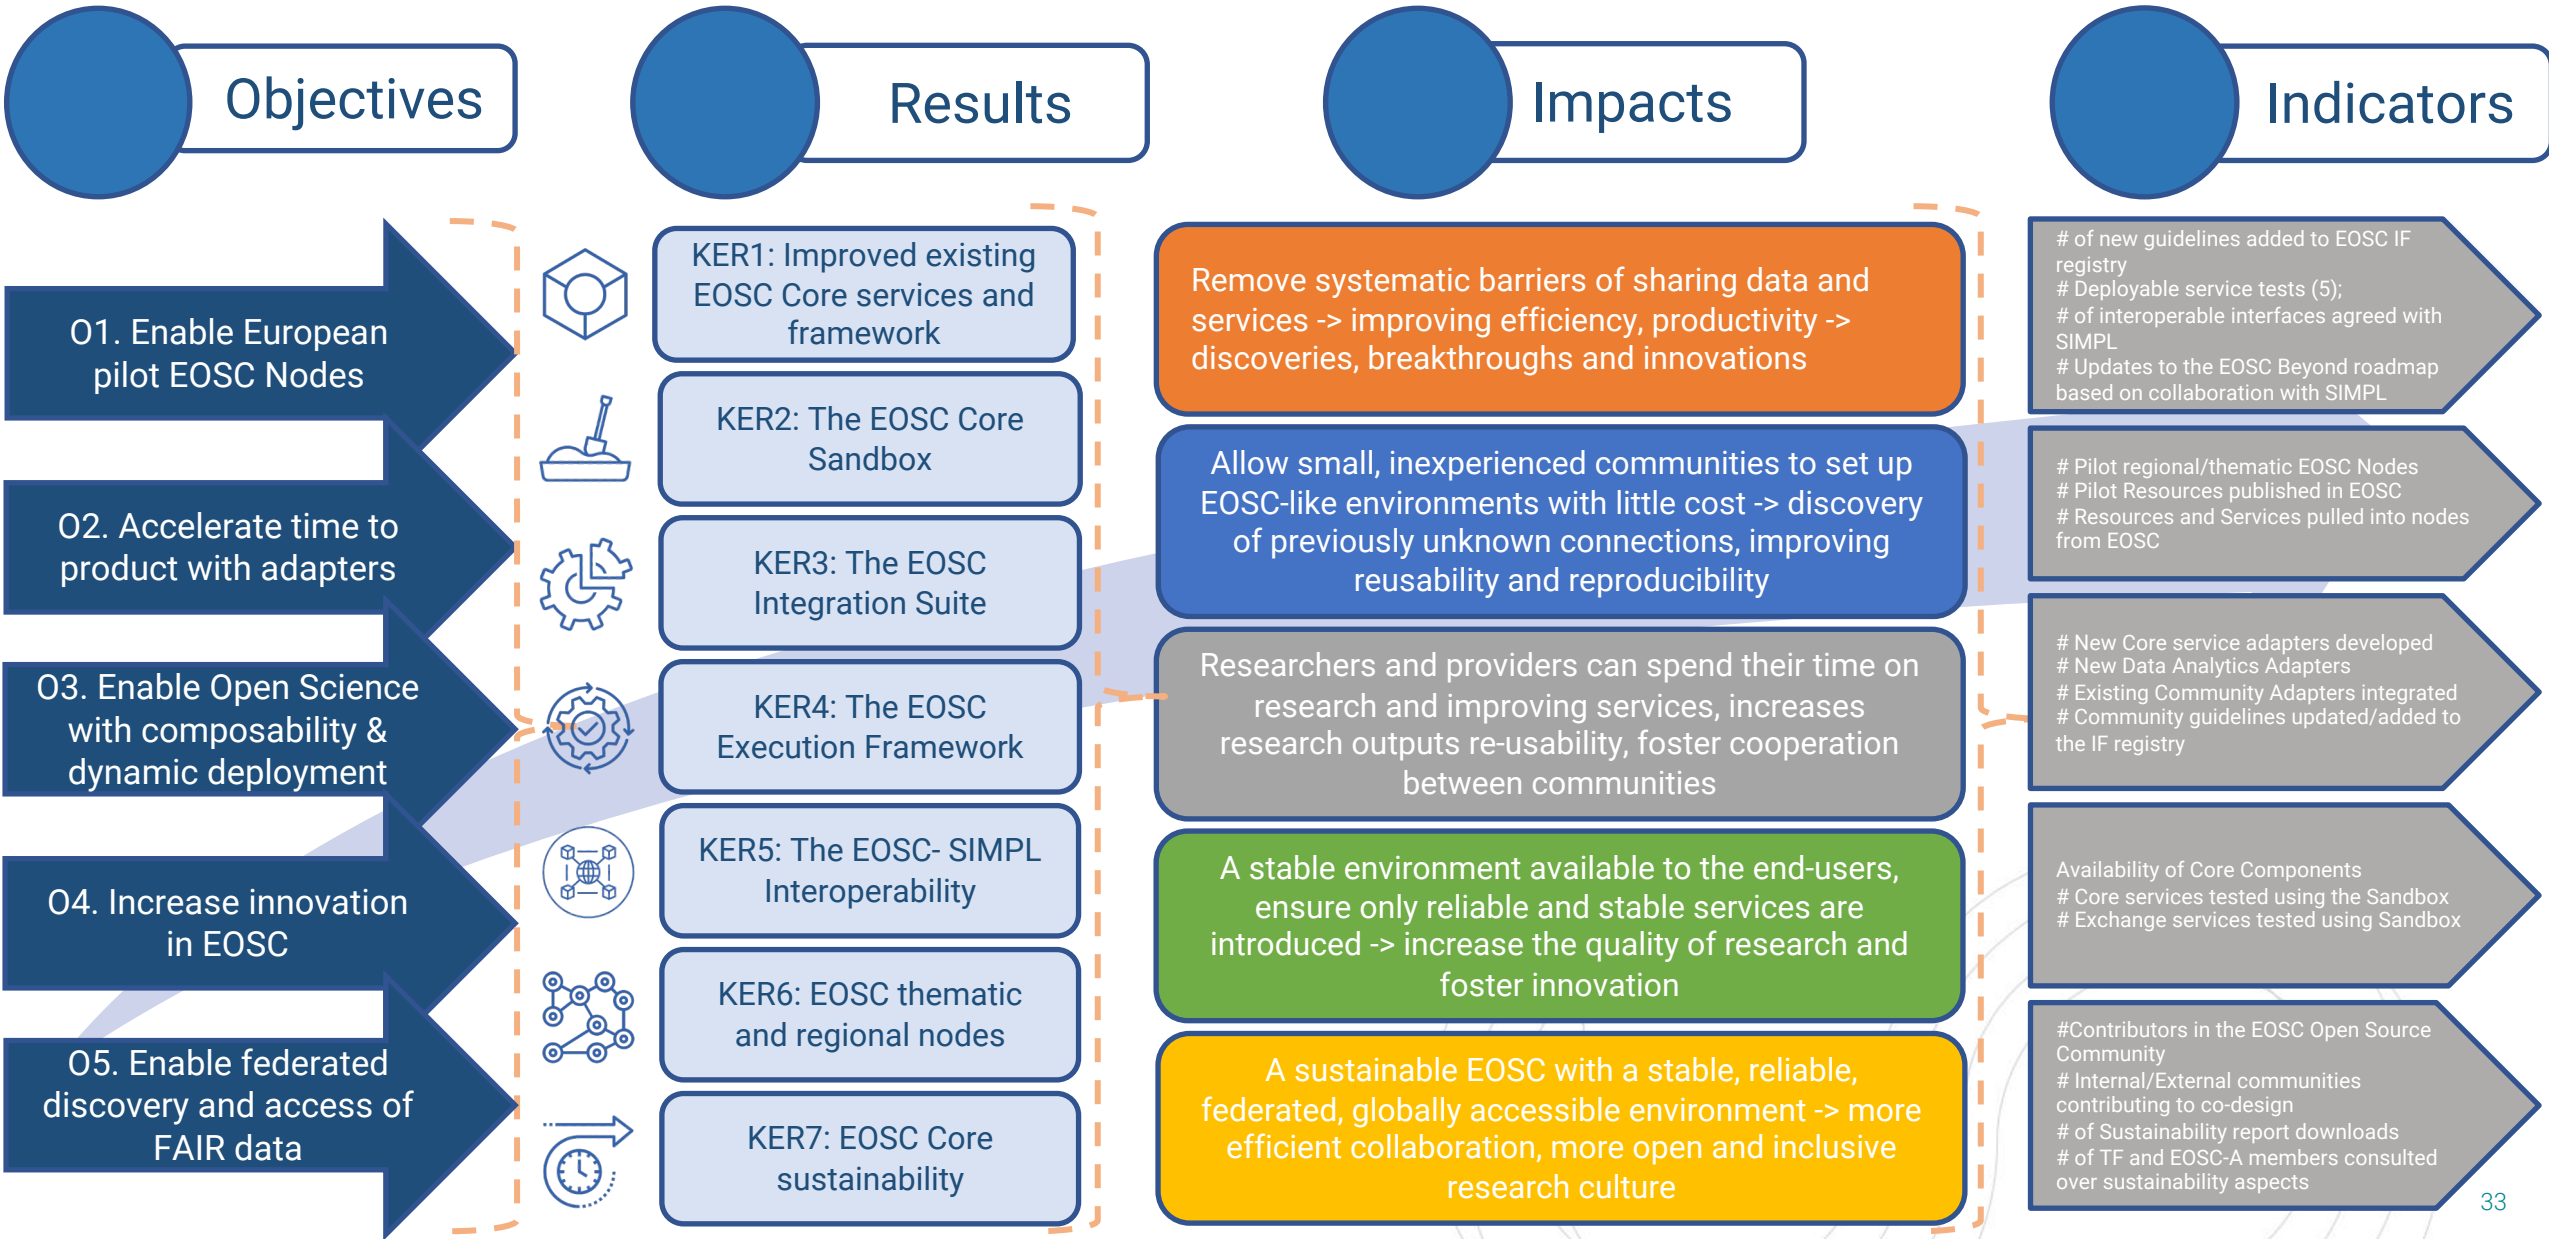 Objectives
Results
Impacts
Indicators
O1. Enable European
pilot EOSC Nodes
O2. Accelerate time to
product with adapters
O3. Enable Open Science
with composability &
dynamic deployment
O4. Increase innovation
in EOSC
O5. Enable federated
discovery and access of
FAIR data
KER1: Improved existing
EOSC Core services and
framework
KER2: The EOSC Core
Sandbox
KER3: The EOSC
Integration Suite
KER4: The EOSC
Execution Framework
KER5: The EOSC- SIMPL
Interoperability
KER6: EOSC thematic
and regional nodes
KER7: EOSC Core
sustainability
Remove systematic barriers of sharing data and
services -> improving efficiency, productivity ->
discoveries, breakthroughs and innovations
Allow small, inexperienced communities to set up
EOSC-like environments with little cost -> discovery
of previously unknown connections, improving
reusability and reproducibility
Researchers and providers can spend their time on
research and improving services, increases
research outputs re-usability, foster cooperation
between communities
A stable environment available to the end-users,
ensure only reliable and stable services are
introduced -> increase the quality of research and
foster innovation
A sustainable EOSC with a stable, reliable,
federated, globally accessible environment -> more
efficient collaboration, more open and inclusive
research culture
# of new guidelines added to EOSC IF
registry
# Deployable service tests (5);
# of interoperable interfaces agreed with
SIMPL
# Updates to the EOSC Beyond roadmap
based on collaboration with SIMPL
# Pilot regional/thematic EOSC Nodes
# Pilot Resources published in EOSC
# Resources and Services pulled into nodes
from EOSC
# New Core service adapters developed
# New Data Analytics Adapters
# Existing Community Adapters integrated
# Community guidelines updated/added to
the IF registry
Availability of Core Components
# Core services tested using the Sandbox
# Exchange services tested using Sandbox
#Contributors in the EOSC Open Source
Community
# Internal/External communities
contributing to co-design
# of Sustainability report downloads
# of TF and EOSC-A members consulted
over sustainability aspects
33